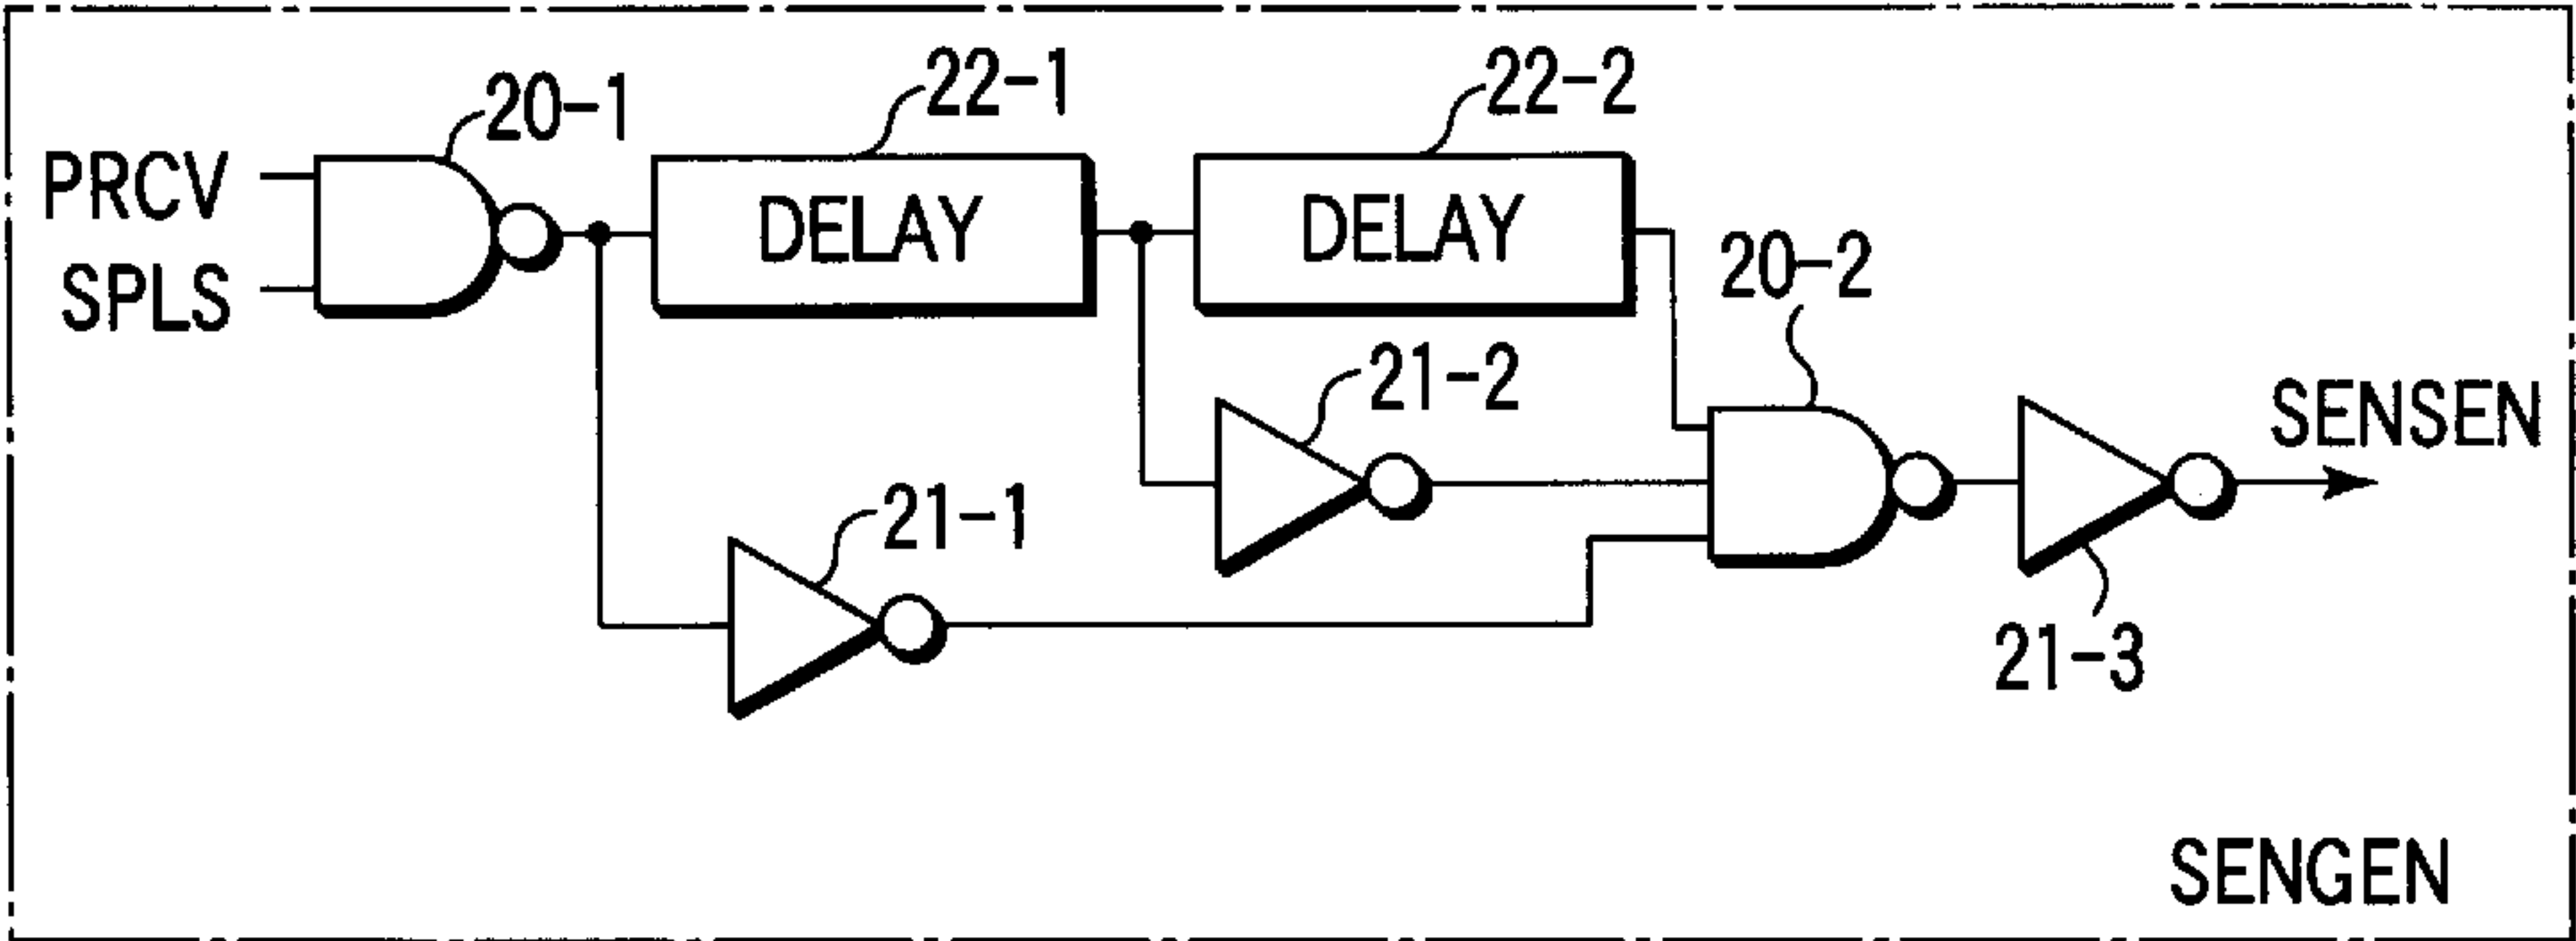 22-1
22-2
20-1
PRCV
DELAY
DELAY
SPLS
20-2
21-2
SENSEN
21-1
21-3
SENGEN